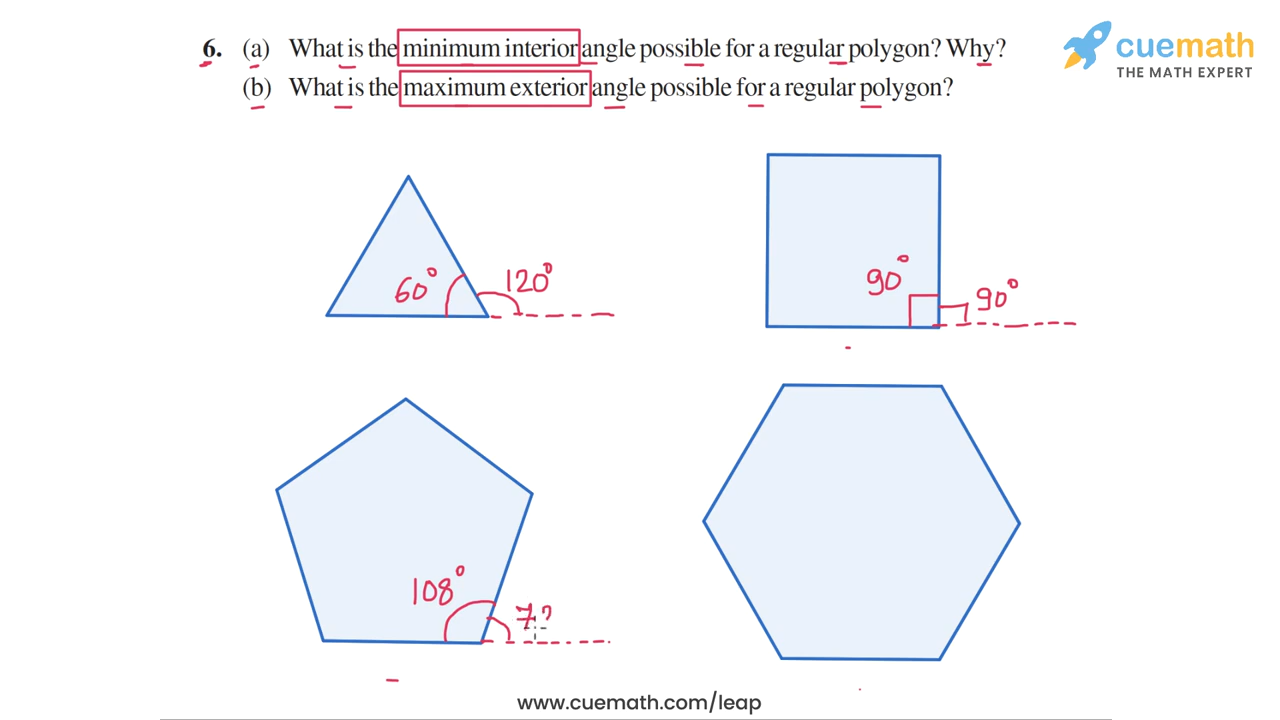 6. (a) What is the minimum interior angle possible for a regular polygon? Why?
(b) What is the maximum exterior angle possible for a regular polygon?
cuemath
THE MATH EXPERT
60° 120°
90° 90°
108°
www.cuemath.com/leap